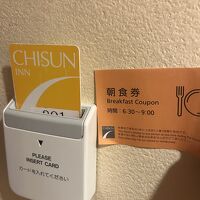 CHISUN
INN
001
PLEASE
INSERT CARD
カードを入れてください
朝食券
Breakfast Coupon
時間：6:30～9:00